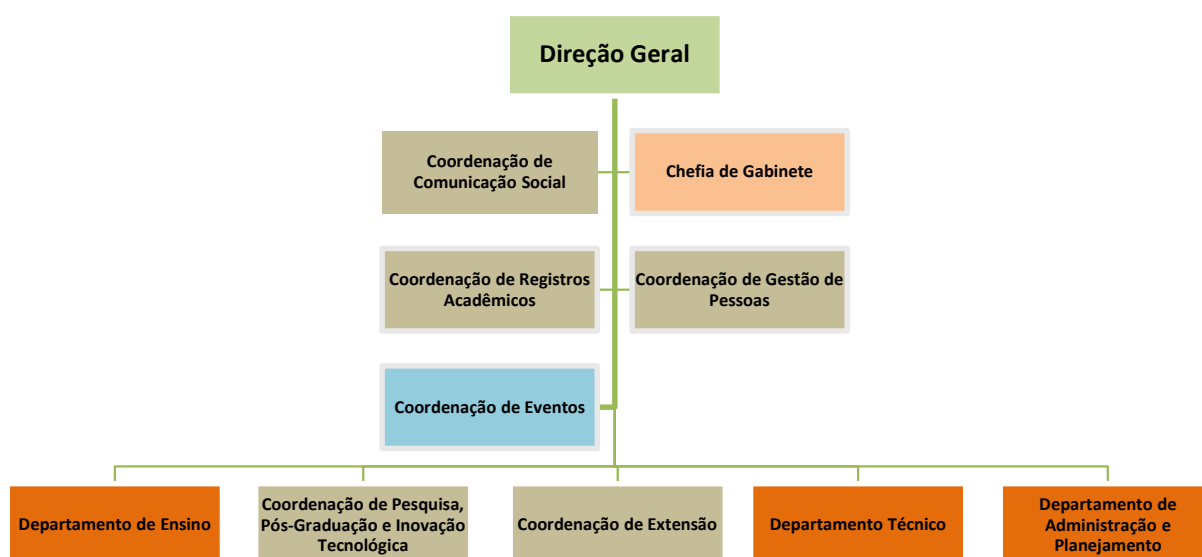 Direção Geral
Coordenação de
Comunicação Social
Chefia de Gabinete
Coordenação de Registros
Acadêmicos
Coordenação de Gestão de
Pessoas
Coordenação de Eventos
Departamento de Ensino
Coordenação de Pesquisa,
Pós-Graduação e Inovação
Tecnológica
Coordenação de Extensão
Departamento Técnico
Departamento de
Administração e
Planejamento